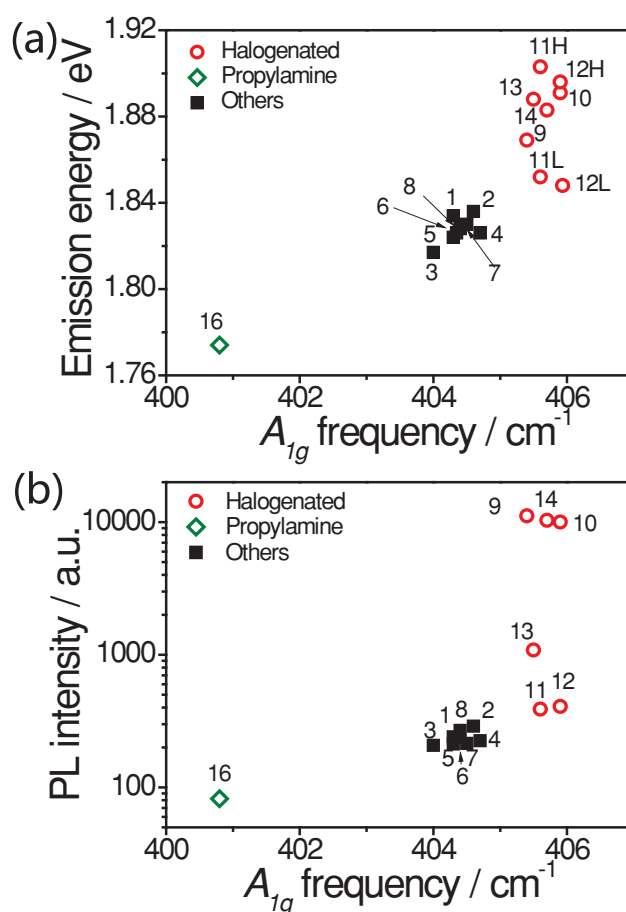 (a)
1.92
1.88
1.84
1.80
1.76
Emission energy / eV
Halogenated
Propylamine
Others
11H
12H
13
10
14
9
11L
12L
8
1
2
6
5
4
3
7
16
400
402
404
406
A1g frequency / cm-1
(b)
10000
1000
100
PL intensity / a.u.
Halogenated
Propylamine
Others
9
14
10
13
11
12
1
8
2
3
4
5
7
6
16
400
402
404
406
A1g frequency / cm-1